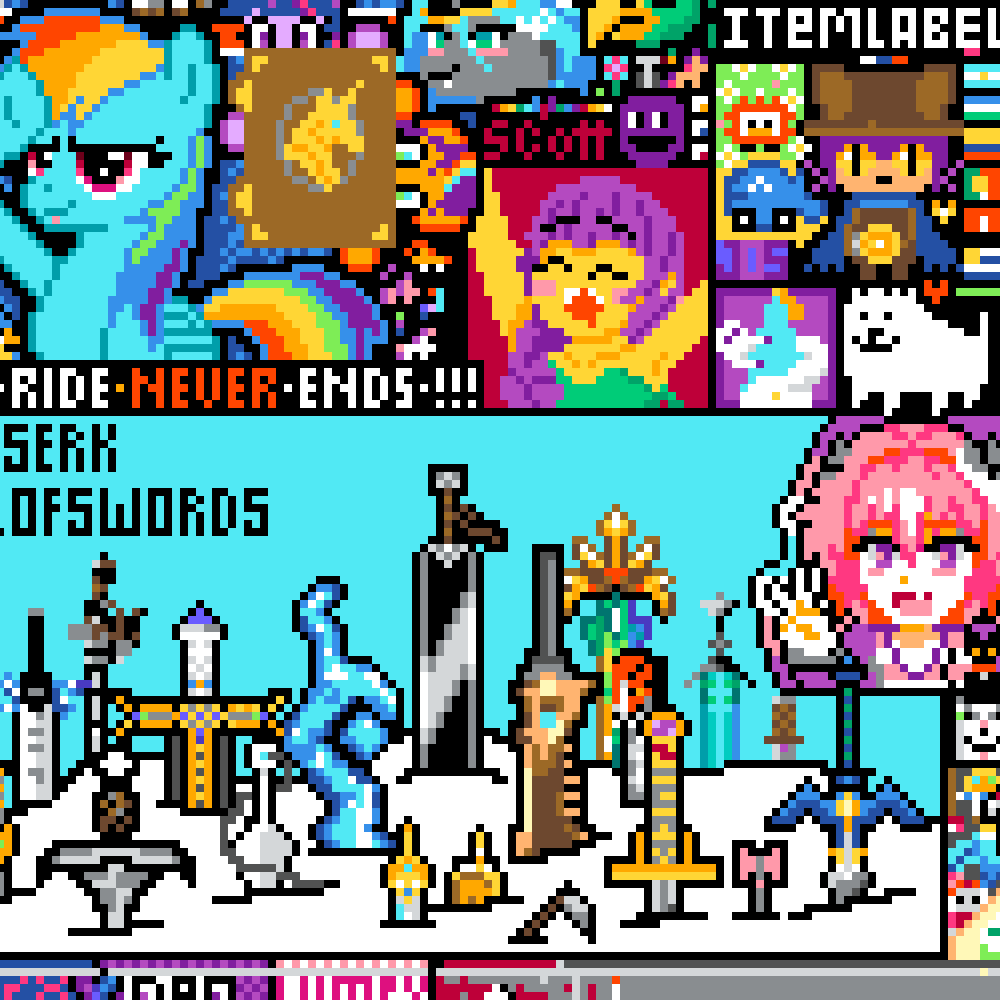 ITEMLABEL
SCOTT
RIDE·NEVER·ENDS·!!!
SERK
.OFSWORDS